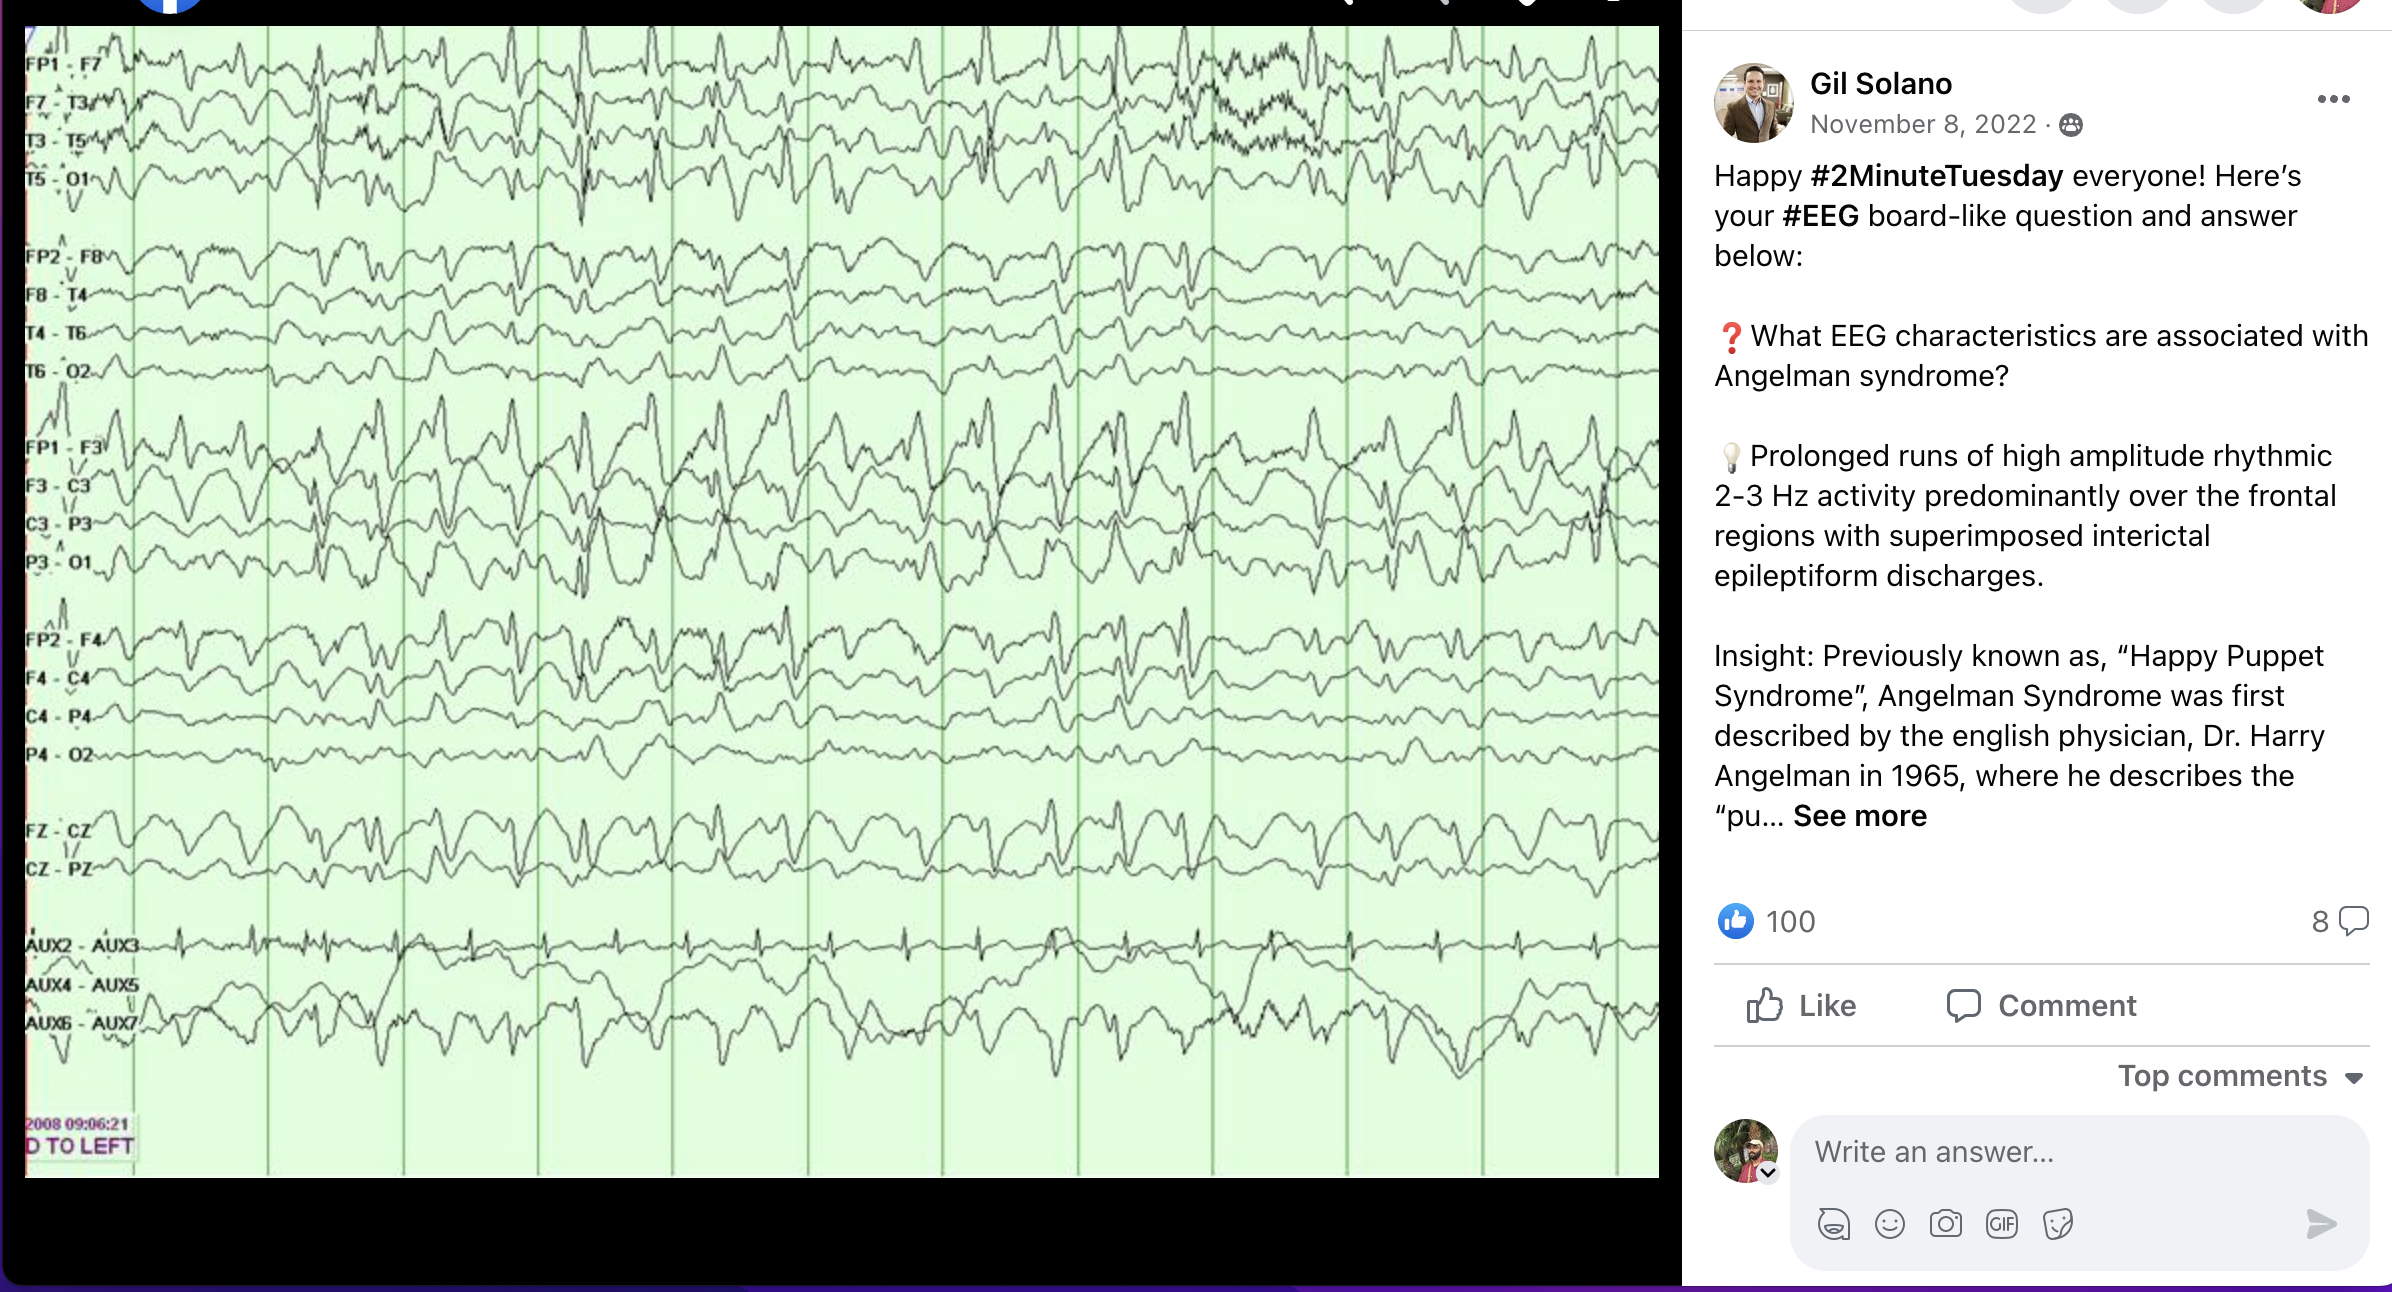 FP1 - F7
F7 - T3
T3 - T5
T5 - O1
FP2 - F8
F8 - T4
T4 - T6
T6 - O2
FP1 - F3
F3 - C3
C3 - P3
P3 - O1
FP2 - F4
F4 - C4
C4 - P4
P4 - O2
FZ - CZ
CZ - PZ
AUX2 - AUX3
AUX4 - AUX5
AUX6 - AUX7
2008 09:06:21
D TO LEFT
Gil Solano
November 8, 2022 ·
Happy #2MinuteTuesday everyone! Here’s
your #EEG board-like question and answer
below:
❓What EEG characteristics are associated with
Angelman syndrome?
💡Prolonged runs of high amplitude rhythmic
2-3 Hz activity predominantly over the frontal
regions with superimposed interictal
epileptiform discharges.
Insight: Previously known as, “Happy Puppet
Syndrome”, Angelman Syndrome was first
described by the english physician, Dr. Harry
Angelman in 1965, where he describes the
“pu... See more
100
8
Like
Comment
Top comments
Write an answer...
GIF